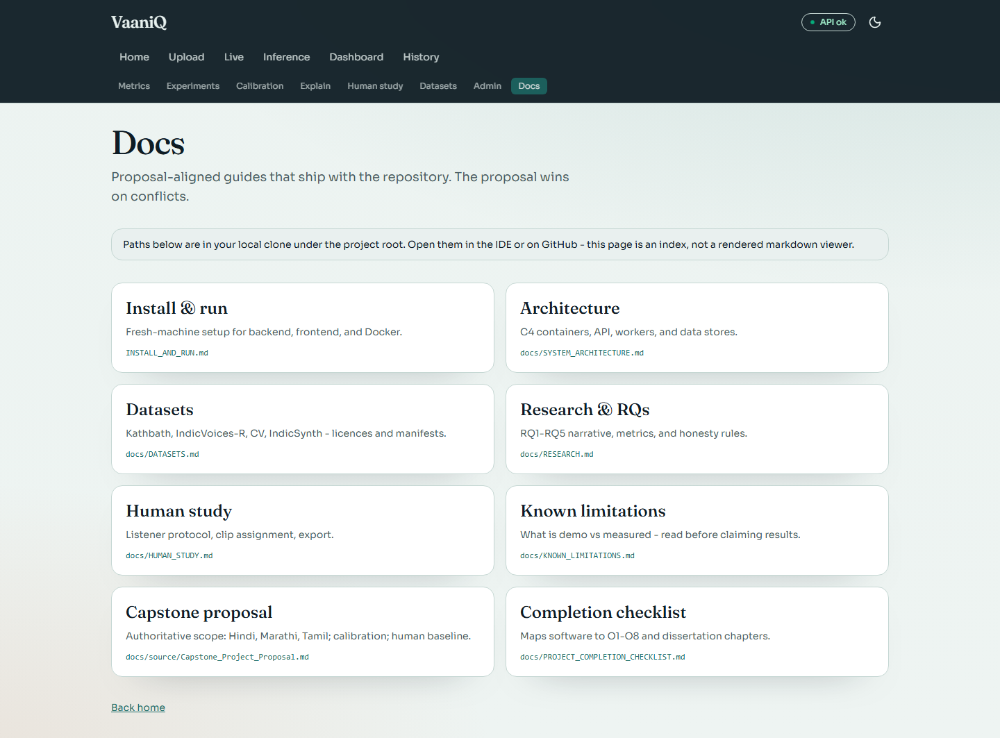 VaaniQ
API ok
Home Upload Live Inference Dashboard History
Metrics Experiments Calibration Explain Human study Datasets Admin Docs
Docs
Proposal-aligned guides that ship with the repository. The proposal wins
on conflicts.
Paths below are in your local clone under the project root. Open them in the IDE or on GitHub - this page is an index, not a rendered markdown viewer.
Install & run
Fresh-machine setup for backend, frontend, and Docker.
INSTALL_AND_RUN.md
Architecture
C4 containers, API, workers, and data stores.
docs/SYSTEM_ARCHITECTURE.md
Datasets
Kathbath, IndicVoices-R, CV, IndicSynth - licences and manifests.
docs/DATASETS.md
Research & RQs
RQ1-RQ5 narrative, metrics, and honesty rules.
docs/RESEARCH.md
Human study
Listener protocol, clip assignment, export.
docs/HUMAN_STUDY.md
Known limitations
What is demo vs measured - read before claiming results.
docs/KNOWN_LIMITATIONS.md
Capstone proposal
Authoritative scope: Hindi, Marathi, Tamil; calibration; human baseline.
docs/source/Capstone_Project_Proposal.md
Completion checklist
Maps software to O1-O8 and dissertation chapters.
docs/PROJECT_COMPLETION_CHECKLIST.md
Back home